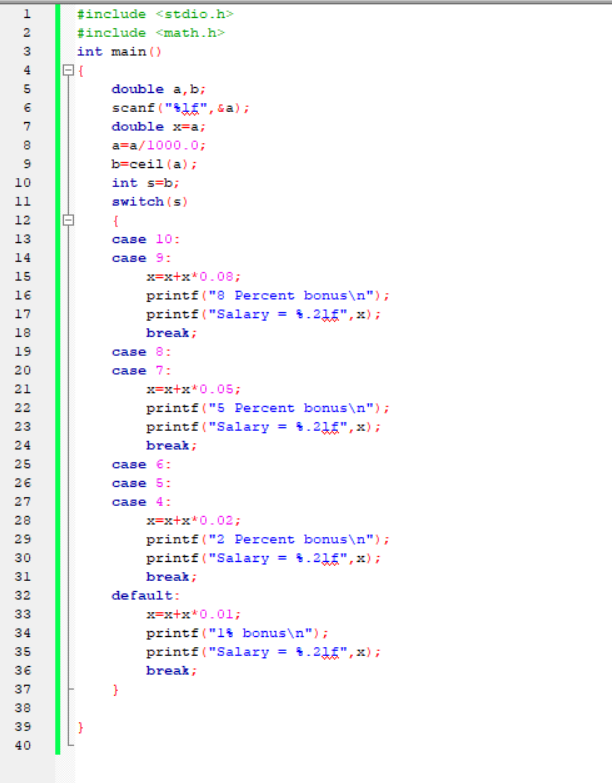 1 #include <stdio.h>
2 #include <math.h>
3 int main()
4 {
5 double a,b;
6 scanf("%lf",&a);
7 double x=a;
8 a=a/1000.0;
9 b=ceil(a);
10 int s=b;
11 switch(s)
12 {
13 case 10:
14 case 9:
15 x=x+x*0.08;
16 printf("8 Percent bonus\n");
17 printf("Salary = %.2lf",x);
18 break;
19 case 8:
20 case 7:
21 x=x+x*0.05;
22 printf("5 Percent bonus\n");
23 printf("Salary = %.2lf",x);
24 break;
25 case 6:
26 case 5:
27 case 4:
28 x=x+x*0.02;
29 printf("2 Percent bonus\n");
30 printf("Salary = %.2lf",x);
31 break;
32 default:
33 x=x+x*0.01;
34 printf("1% bonus\n");
35 printf("Salary = %.2lf",x);
36 break;
37 }
38
39 }
40